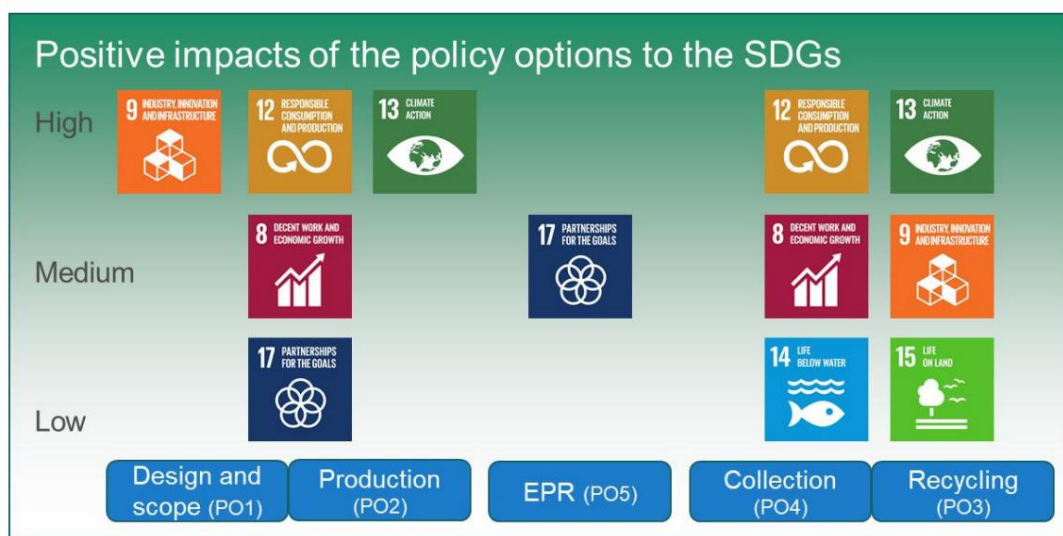 Positive impacts of the policy options to the SDGs
High
9 INDUSTRY, INNOVATION
AND INFRASTRUCTURE
12 RESPONSIBLE
CONSUMPTION
AND PRODUCTION
13 CLIMATE
ACTION
12 RESPONSIBLE
CONSUMPTION
AND PRODUCTION
13 CLIMATE
ACTION
Medium
8 DECENT WORK AND
ECONOMIC GROWTH
17 PARTNERSHIPS
FOR THE GOALS
8 DECENT WORK AND
ECONOMIC GROWTH
9 INDUSTRY, INNOVATION
AND INFRASTRUCTURE
Low
17 PARTNERSHIPS
FOR THE GOALS
14 LIFE
BELOW WATER
15 LIFE
ON LAND
Design and
scope (PO1)
Production
(PO2)
EPR (PO5)
Collection
(PO4)
Recycling
(PO3)